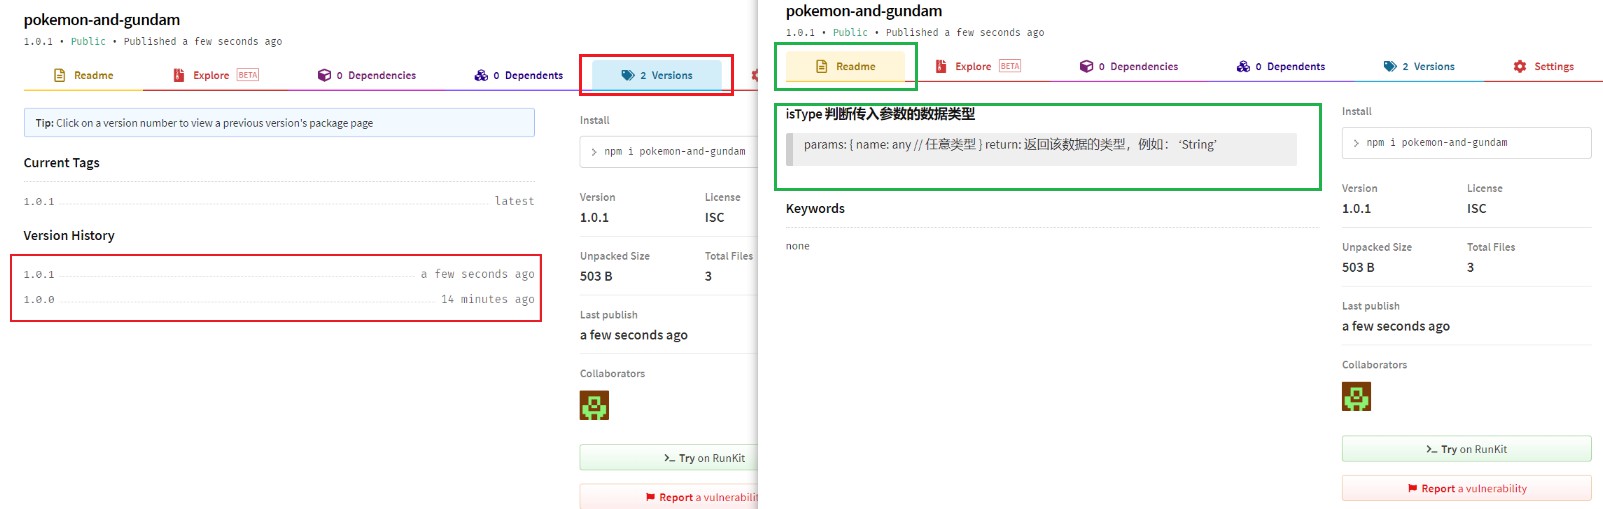 pokemon-and-gundam
1.0.1 • Public • Published a few seconds ago
Readme
Explore BETA
0 Dependencies
0 Dependents
2 Versions
Tip: Click on a version number to view a previous version's package page
Current Tags
1.0.1 latest
Version History
1.0.1 a few seconds ago
1.0.0 14 minutes ago
Install
> npm i pokemon-and-gundam
Version License
1.0.1 ISC
Unpacked Size Total Files
503 B 3
Last publish
a few seconds ago
Collaborators
Try on RunKit
Report a vulnerabilit
pokemon-and-gundam
1.0.1 • Public • Published a few seconds ago
Readme
Explore BETA
0 Dependencies
0 Dependents
2 Versions
Settings
isType 判断传入参数的数据类型
params: { name: any // 任意类型 } return: 返回该数据的类型，例如： ‘String’
Keywords
none
Install
> npm i pokemon-and-gundam
Version License
1.0.1 ISC
Unpacked Size Total Files
503 B 3
Last publish
a few seconds ago
Collaborators
Try on RunKit
Report a vulnerability